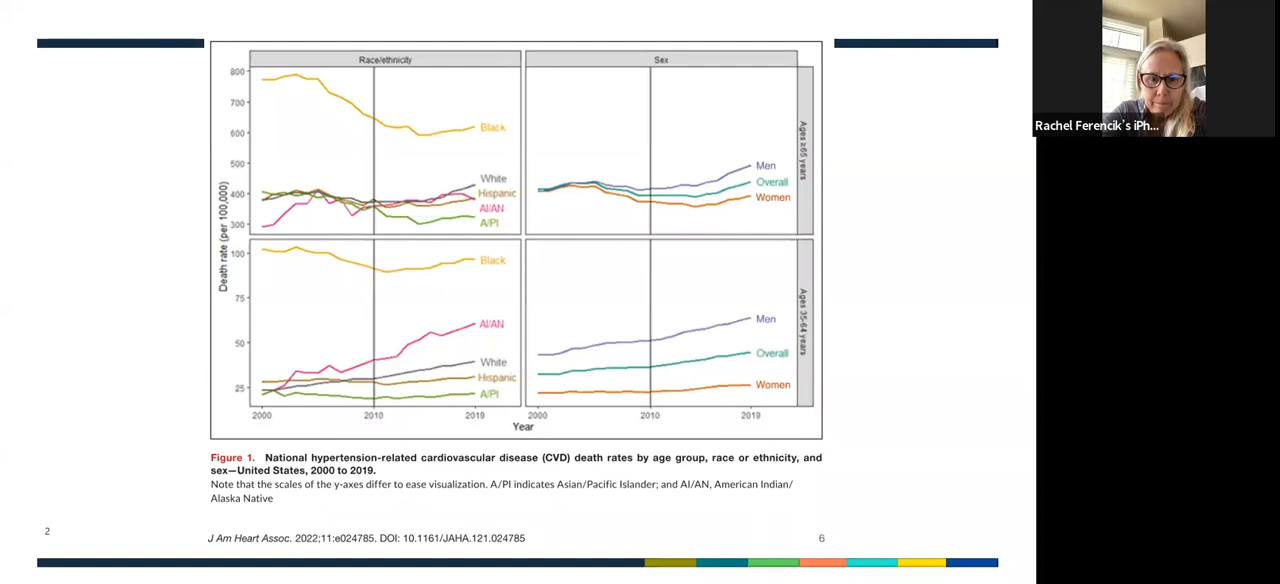 Race/ethnicity
Sex
800
700
600
500
400
300
100
75
50
25
Death rate (per 100,000)
Black
White
Hispanic
AI/AN
A/PI
Men
Overall
Women
Ages ≥65 years
Black
AI/AN
White
Hispanic
A/PI
Men
Overall
Women
Ages 35-64 years
2000
2010
2019
2000
2010
2019
Year
Figure 1. National hypertension-related cardiovascular disease (CVD) death rates by age group, race or ethnicity, and
sex—United States, 2000 to 2019.
Note that the scales of the y-axes differ to ease visualization. A/PI indicates Asian/Pacific Islander; and AI/AN, American Indian/
Alaska Native
2
J Am Heart Assoc. 2022;11:e024785. DOI: 10.1161/JAHA.121.024785
6
Rachel Ferencik's iPh...